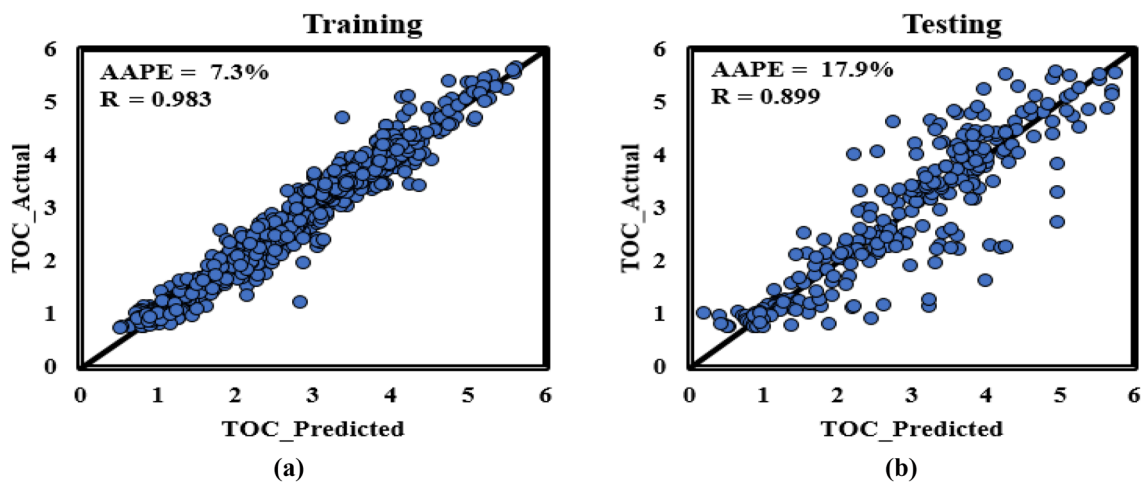 Training
AAPE = 7.3%
R = 0.983
6
5
4
3
2
1
0
TOC_Actual
0 1 2 3 4 5 6
TOC_Predicted
(a)
Testing
AAPE = 17.9%
R = 0.899
6
5
4
3
2
1
0
TOC_Actual
0 1 2 3 4 5 6
TOC_Predicted
(b)